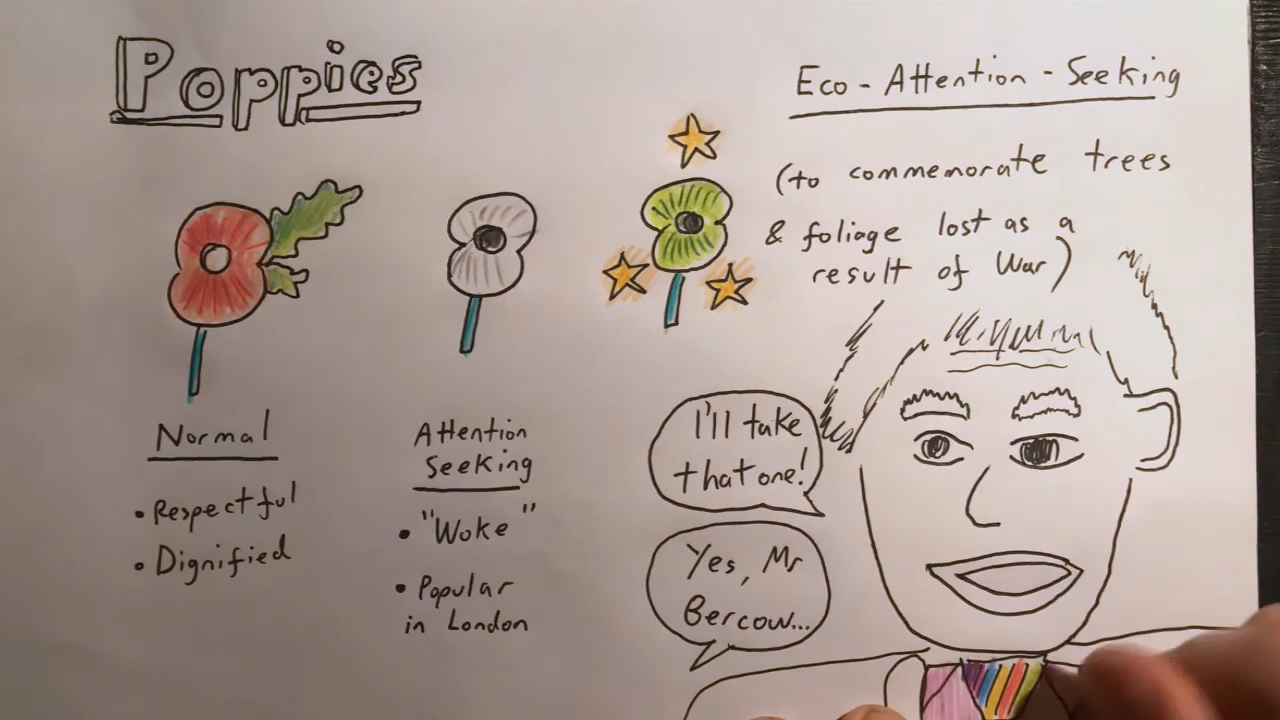 Poppies
Eco - Attention - Seeking
(to commemorate trees
& foliage lost as a
result of War)
Normal
• Respectful
• Dignified
Attention
Seeking
• "Woke"
• Popular
in London
I'll take
that one!
Yes, Mr
Bercow...